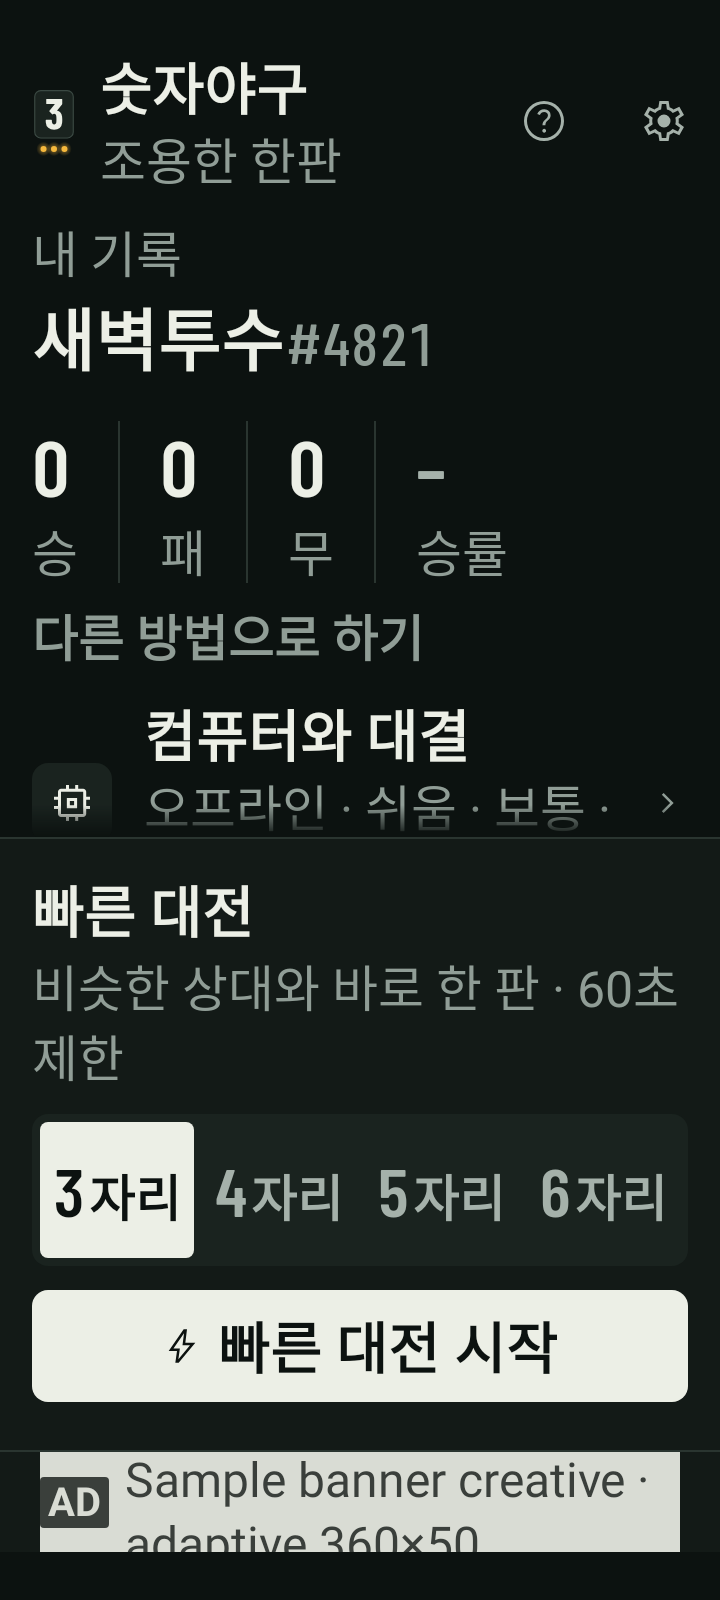 3
숫자야구
조용한 한판
내 기록
새벽투수#4821
0 0 0 -
승 패 무 승률
다른 방법으로 하기
컴퓨터와 대결
오프라인 · 쉬움 · 보통 ·
빠른 대전
비슷한 상대와 바로 한 판 · 60초
제한
3자리 4자리 5자리 6자리
빠른 대전 시작
AD Sample banner creative ·
adaptive 360×50